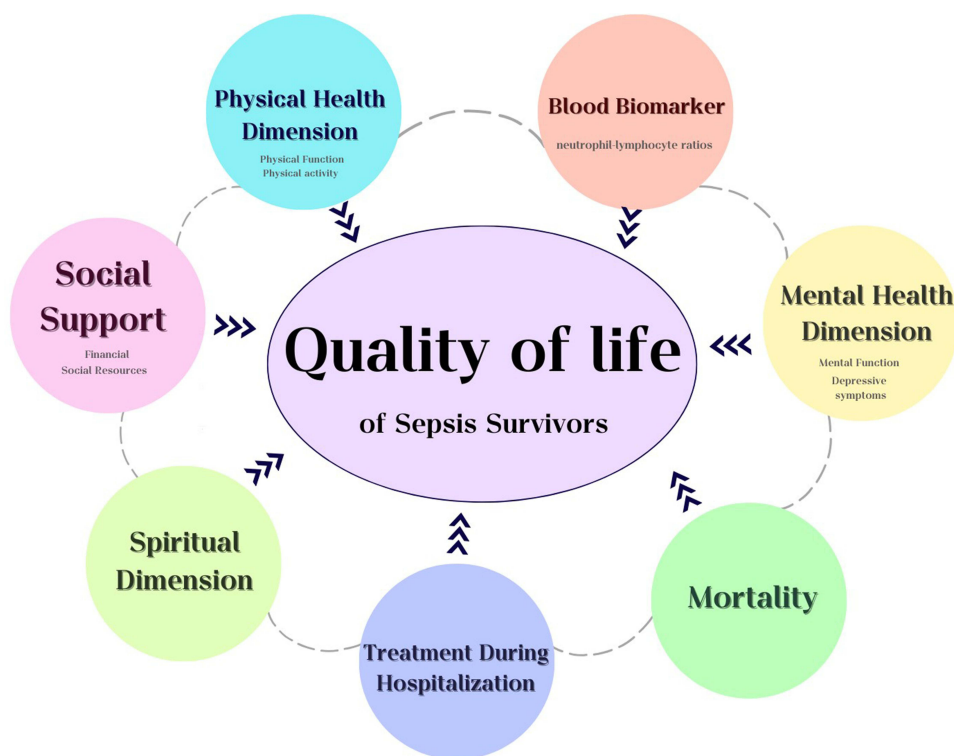 Physical Health
Dimension
Physical Function
Physical activity
Blood Biomarker
neutrophil-lymphocyte ratios
Social
Support
Financial
Social Resources
Quality of life
of Sepsis Survivors
Mental Health
Dimension
Mental Function
Depressive
symptoms
Spiritual
Dimension
Treatment During
Hospitalization
Mortality